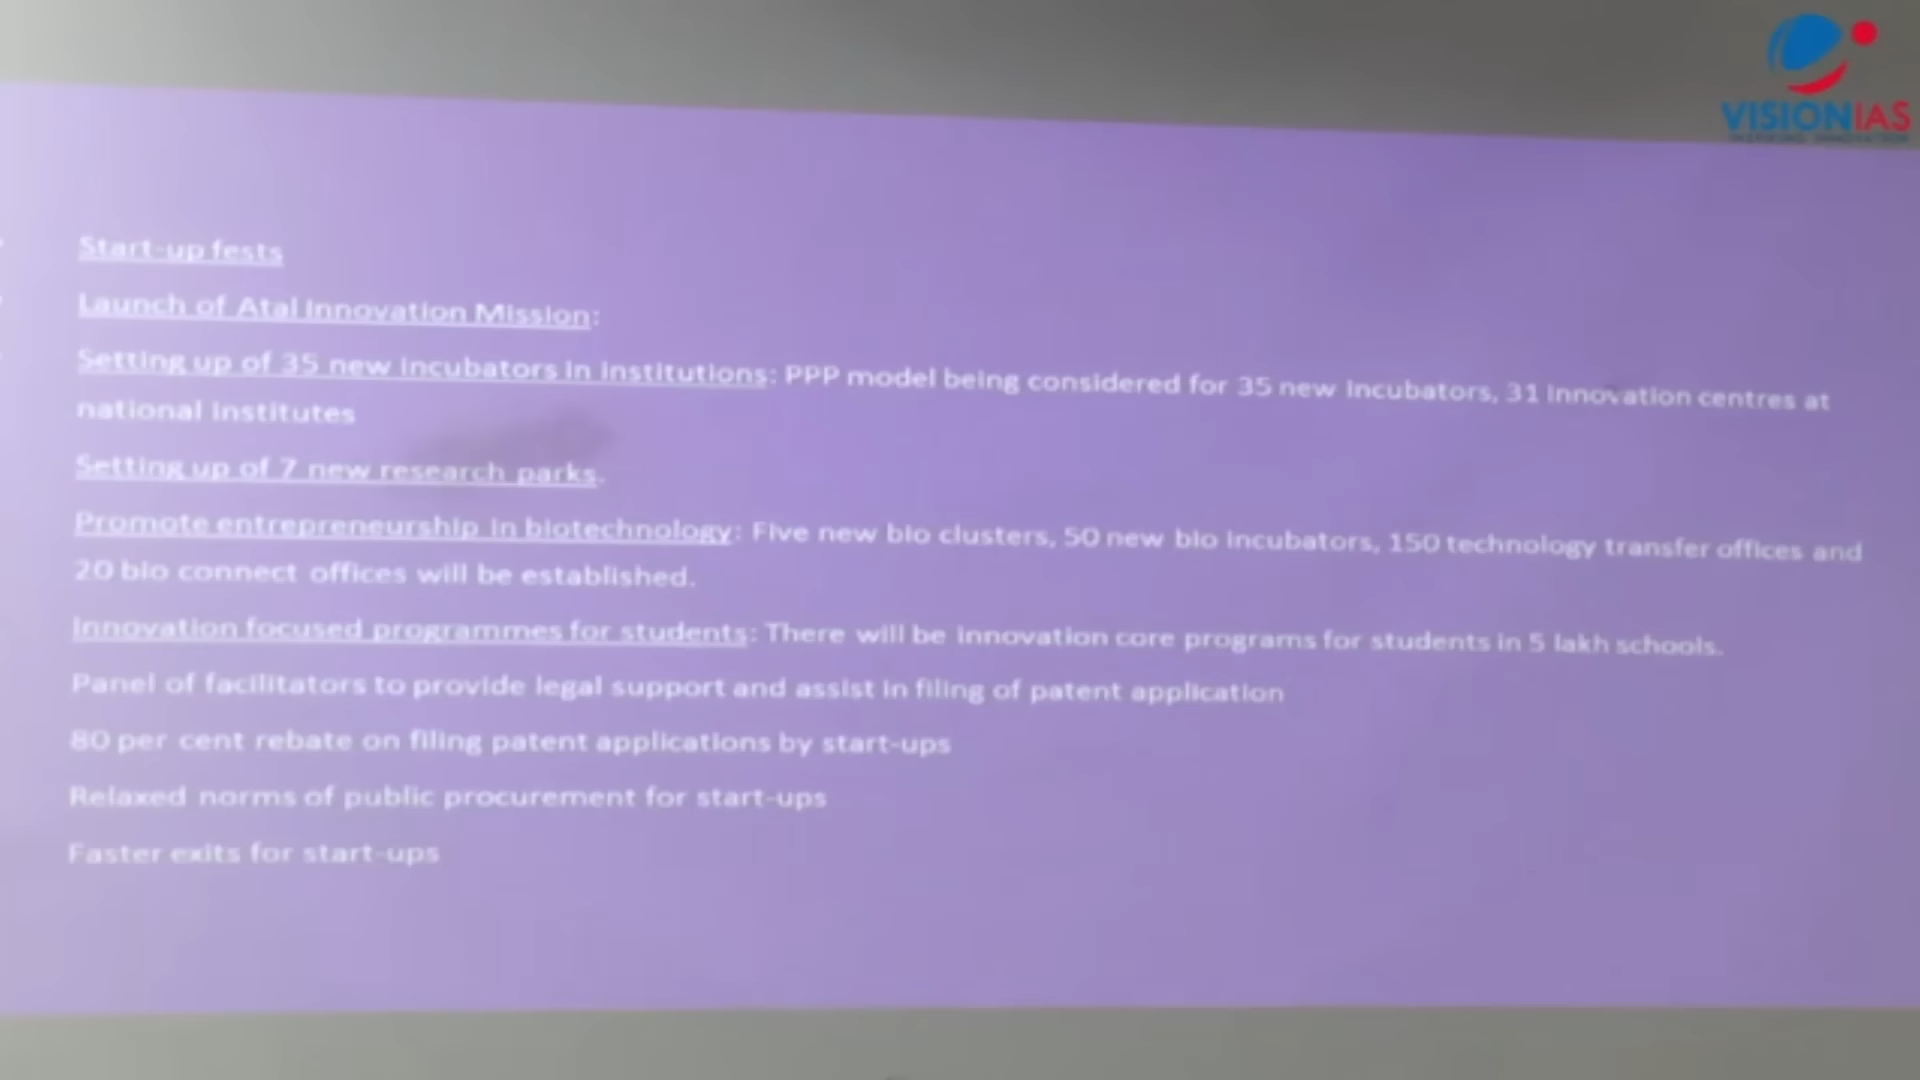 VISIONIAS
INSPIRING INNOVATION
Start-up fests
Launch of Atal Innovation Mission:
Setting up of 35 new incubators in institutions: PPP model being considered for 35 new incubators, 31 innovation centres at
national institutes
Setting up of 7 new research parks.
Promote entrepreneurship in biotechnology: Five new bio clusters, 50 new bio incubators, 150 technology transfer offices and
20 bio connect offices will be established.
Innovation focused programmes for students: There will be innovation core programs for students in 5 lakh schools.
Panel of facilitators to provide legal support and assist in filing of patent application
80 per cent rebate on filing patent applications by start-ups
Relaxed norms of public procurement for start-ups
Faster exits for start-ups